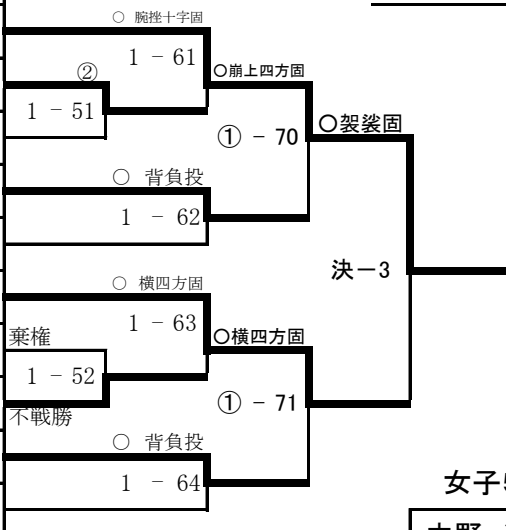 ○ 腕挫十字固
1 － 61
②
○崩上四方固
1 － 51
① － 70
○袈裟固
○ 背負投
1 － 62
決－3
○ 横四方固
1 － 63
棄権
○横四方固
1 － 52
① － 71
不戦勝
○ 背負投
1 － 64
女子